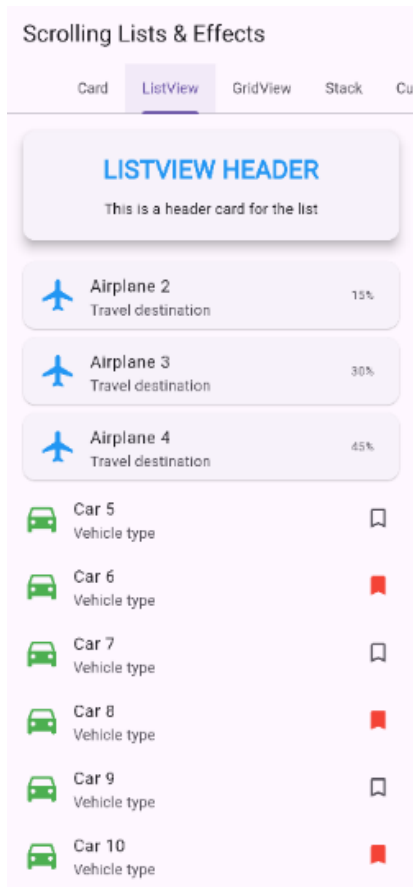 Scrolling Lists & Effects
Card ListView GridView Stack Cu
LISTVIEW HEADER
This is a header card for the list
Airplane 2
15%
Travel destination
Airplane 3
30%
Travel destination
Airplane 4
45%
Travel destination
Car 5
Vehicle type
Car 6
Vehicle type
Car 7
Vehicle type
Car 8
Vehicle type
Car 9
Vehicle type
Car 10
Vehicle type